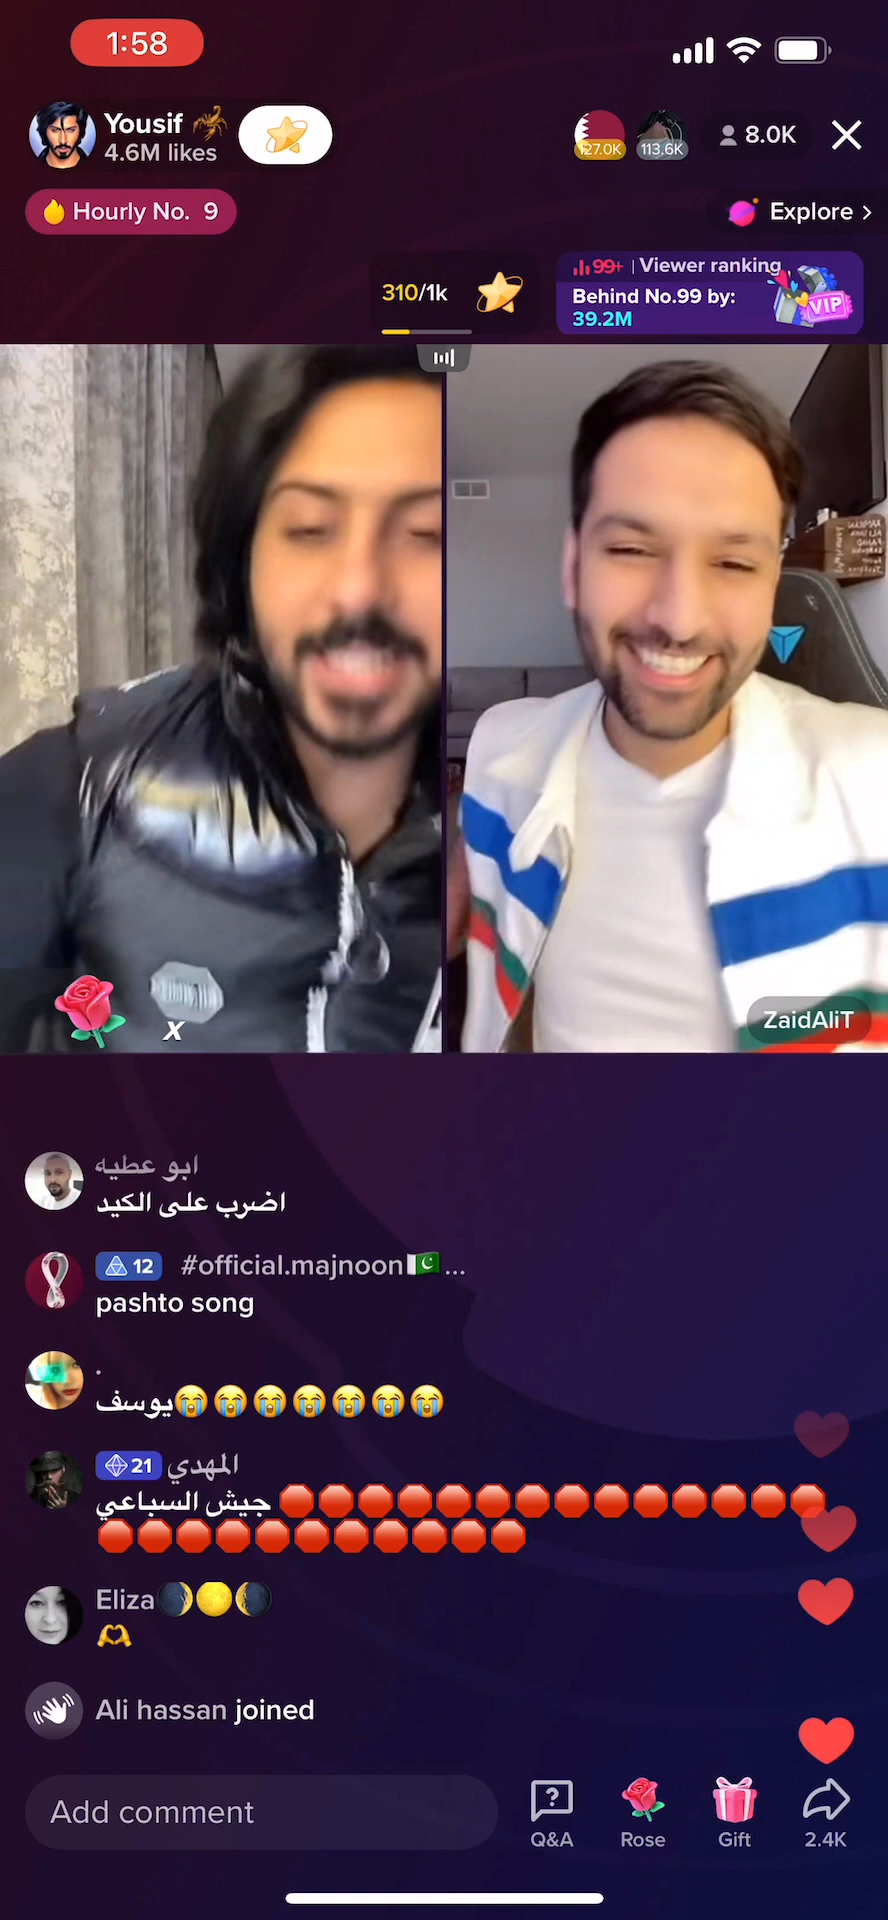 1:58
Yousif 🦂
4.6M likes
127.0K
113.6K
8.0K
Hourly No. 9
Explore >
310/1k
99+ | Viewer ranking
Behind No.99 by:
39.2M
VIP
x
ZaidAliT
ابو عطيه
اضرب على الكيد
12 #official.majnoon🇵🇰...
pashto song
.
يوسف😭😭😭😭😭😭😭
21 المهدي
جيش السباعي 🛑🛑🛑🛑🛑🛑🛑🛑🛑🛑🛑🛑🛑🛑
🛑🛑🛑🛑🛑🛑🛑🛑🛑🛑🛑
Eliza🌒🌕🌘
🫶
Ali hassan joined
Add comment
Q&A
Rose
Gift
2.4K